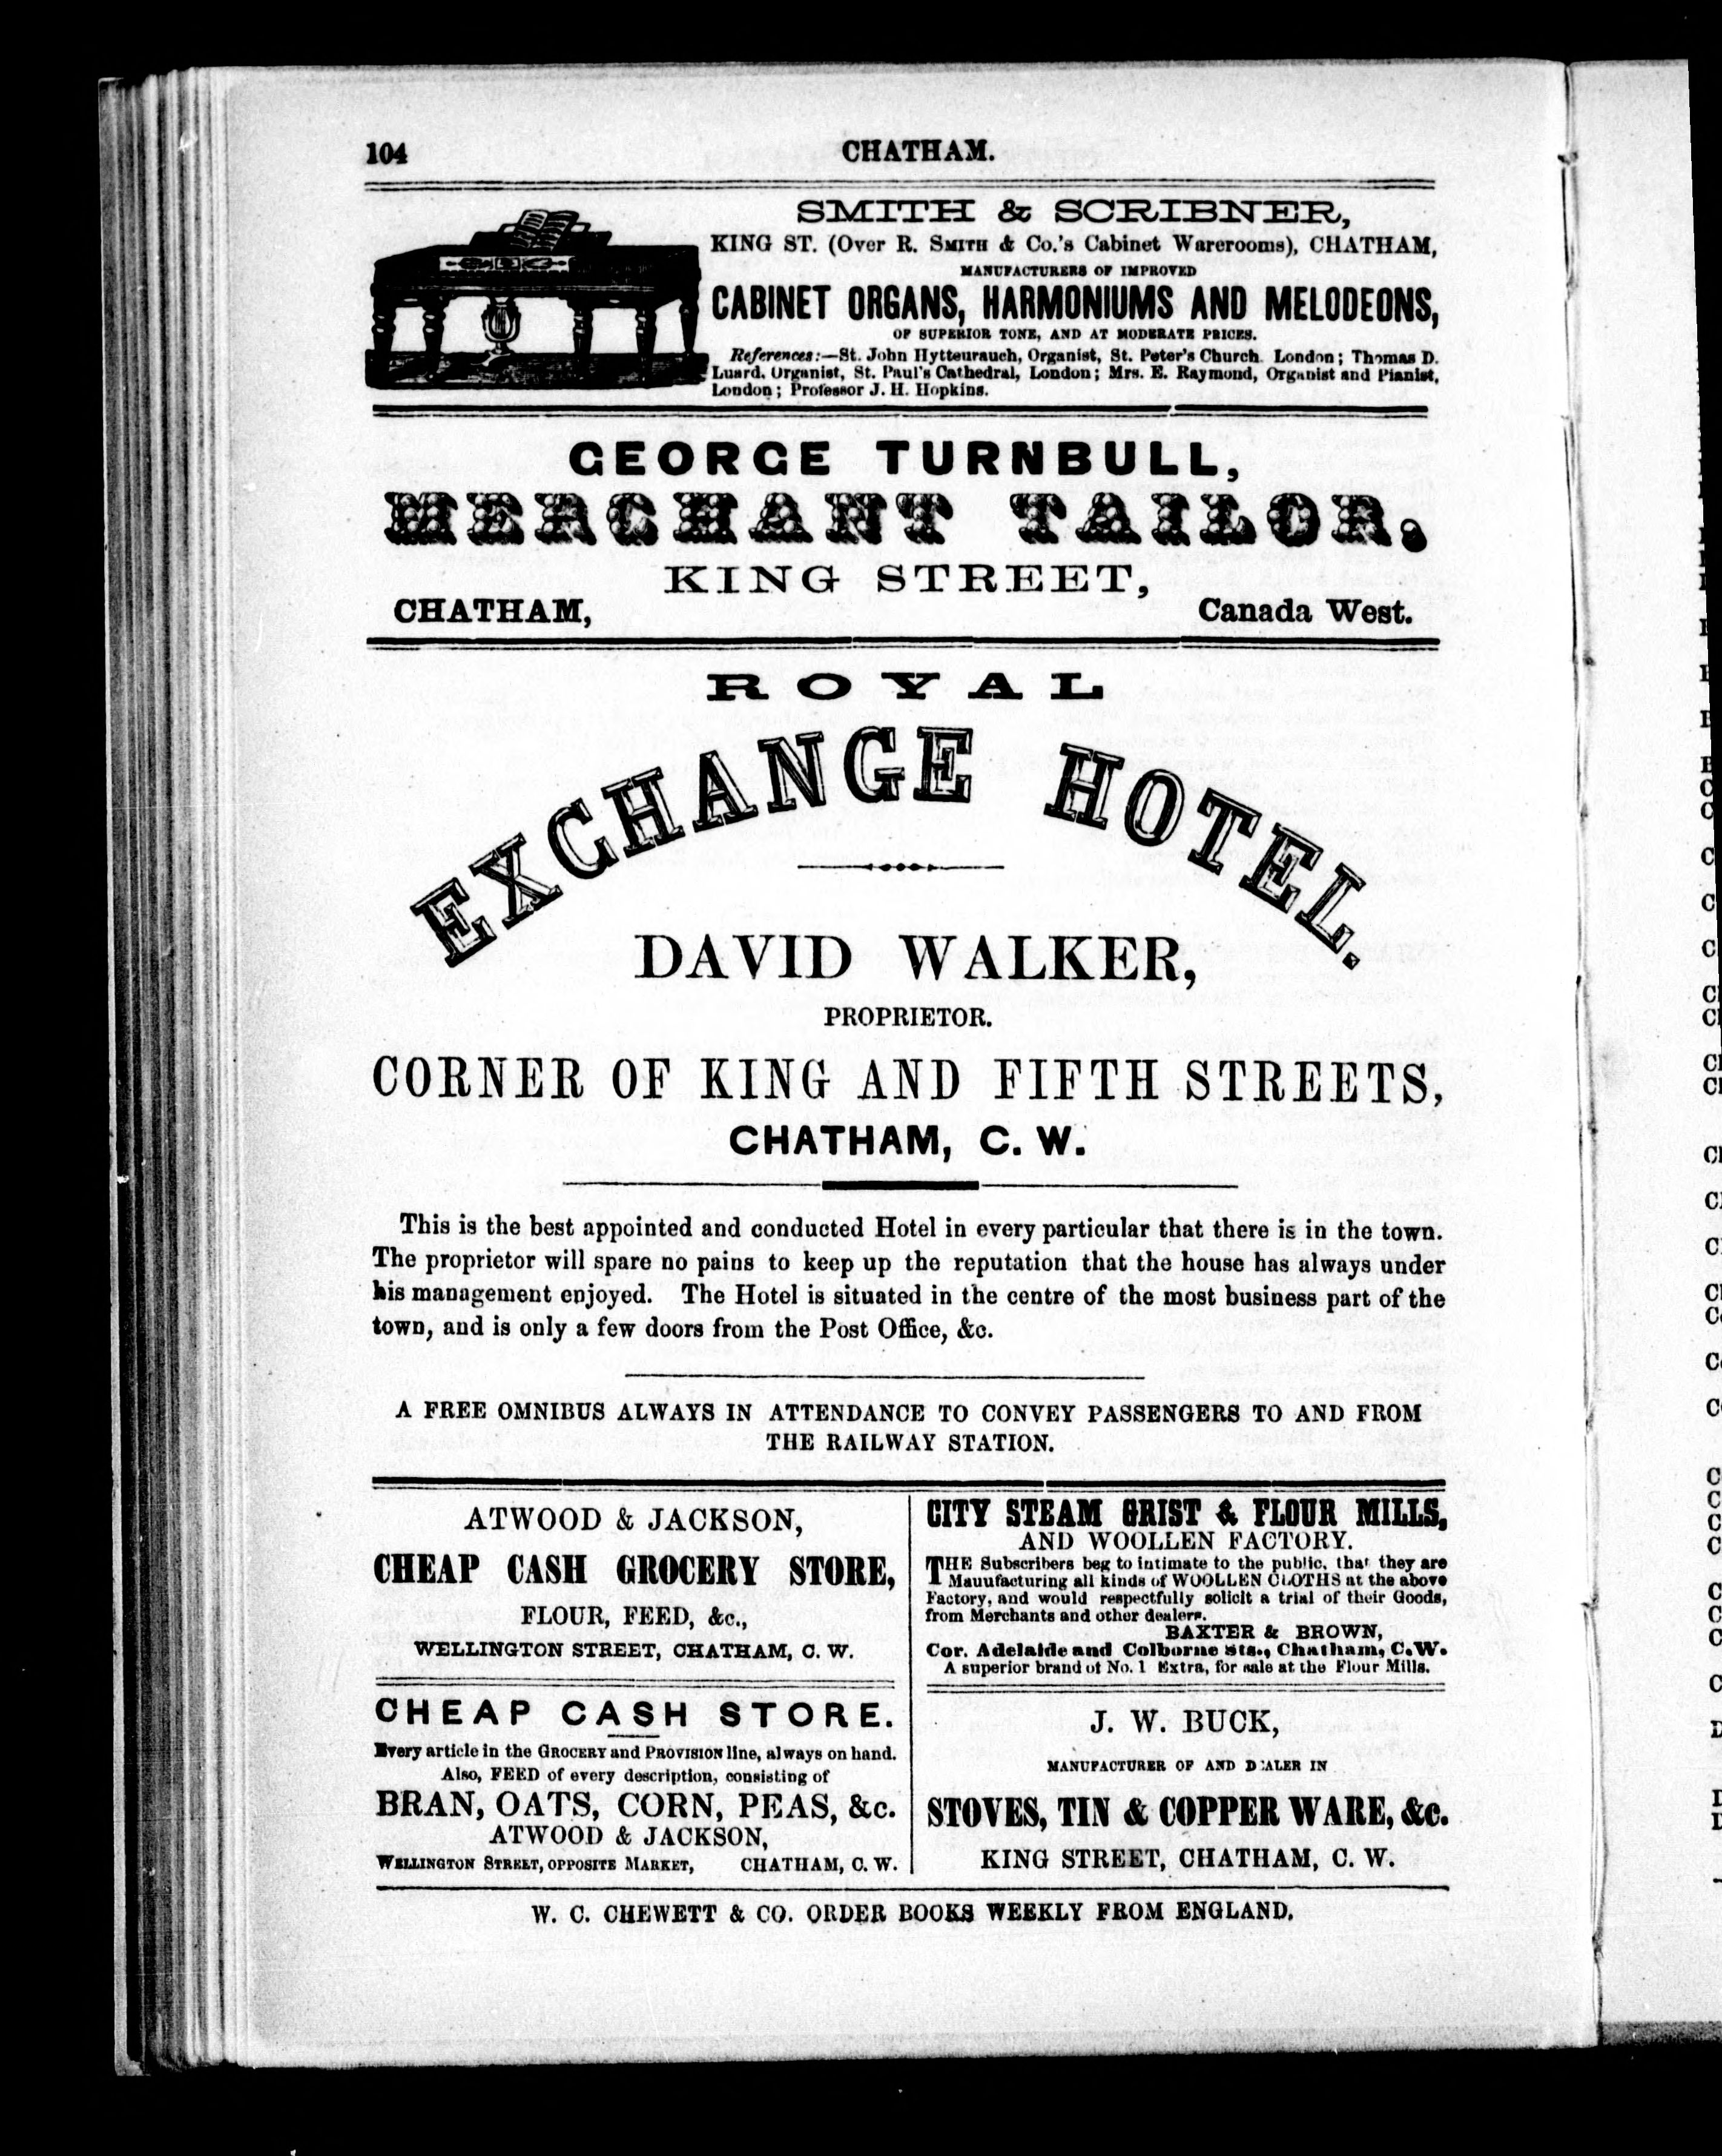 104
CHATHAM.
SMITH & SCRIBNER,
KING ST. (Over R. SMITH & Co.'s Cabinet Warerooms), CHATHAM,
MANUFACTURERS OF IMPROVED
CABINET ORGANS, HARMONIUMS AND MELODEONS,
OF SUPERIOR TONE, AND AT MODERATE PRICES.
References:—St. John Hytteurauch, Organist, St. Peter's Church London; Thomas D.
Luard, Organist, St. Paul's Cathedral, London; Mrs. E. Raymond, Organist and Pianist,
London; Professor J. H. Hopkins.
GEORGE TURNBULL,
MERCHANT TAILOR.
KING STREET,
CHATHAM, Canada West.
ROYAL
EXCHANGE HOTEL.
DAVID WALKER,
PROPRIETOR.
CORNER OF KING AND FIFTH STREETS,
CHATHAM, C. W.
This is the best appointed and conducted Hotel in every particular that there is in the town.
The proprietor will spare no pains to keep up the reputation that the house has always under
his management enjoyed. The Hotel is situated in the centre of the most business part of the
town, and is only a few doors from the Post Office, &c.
A FREE OMNIBUS ALWAYS IN ATTENDANCE TO CONVEY PASSENGERS TO AND FROM
THE RAILWAY STATION.
ATWOOD & JACKSON,
CHEAP CASH GROCERY STORE,
FLOUR, FEED, &c.,
WELLINGTON STREET, CHATHAM, C. W.
CHEAP CASH STORE.
Every article in the GROCERY and PROVISION line, always on hand.
Also, FEED of every description, consisting of
BRAN, OATS, CORN, PEAS, &c.
ATWOOD & JACKSON,
WELLINGTON STREET, OPPOSITE MARKET, CHATHAM, C. W.
CITY STEAM GRIST & FLOUR MILLS,
AND WOOLLEN FACTORY.
THE Subscribers beg to intimate to the public, that they are
Mauufacturing all kinds of WOOLLEN CLOTHS at the above
Factory, and would respectfully solicit a trial of their Goods,
from Merchants and other dealers.
BAXTER & BROWN,
Cor. Adelaide and Colborne Sts., Chatham, C.W.
A superior brand of No. 1 Extra, for sale at the Flour Mills.
J. W. BUCK,
MANUFACTURER OF AND DEALER IN
STOVES, TIN & COPPER WARE, &c.
KING STREET, CHATHAM, C. W.
W. C. CHEWETT & CO. ORDER BOOKS WEEKLY FROM ENGLAND.